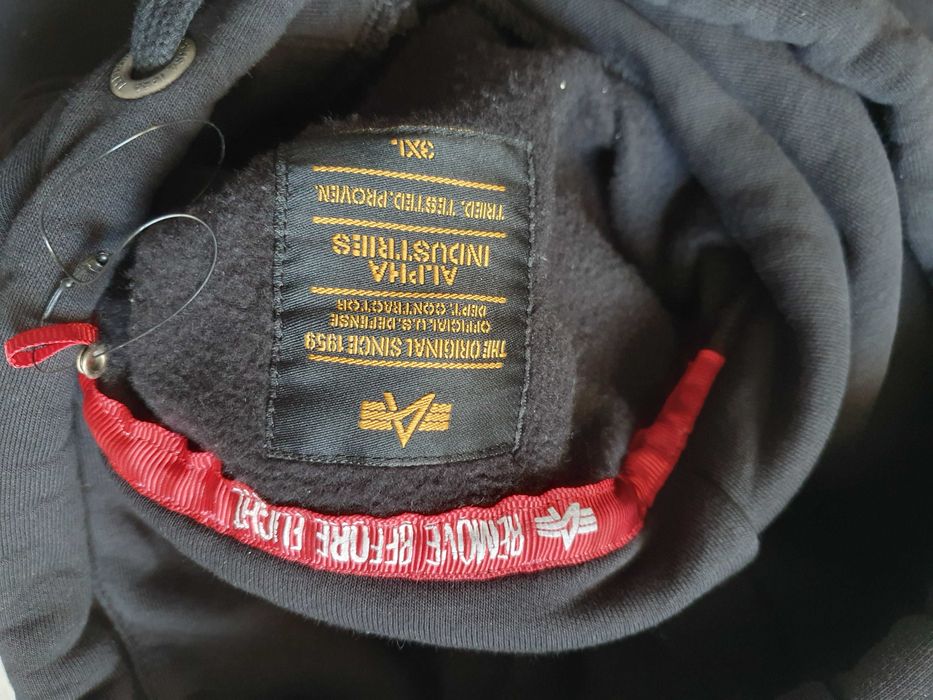 THE ORIGINAL SINCE 1959
OFFICIAL U.S. DEFENSE
DEPT. CONTRACTOR
ALPHA
INDUSTRIES
TRIED. TESTED. PROVEN.
3XL
REMOVE BEFORE FLIGHT